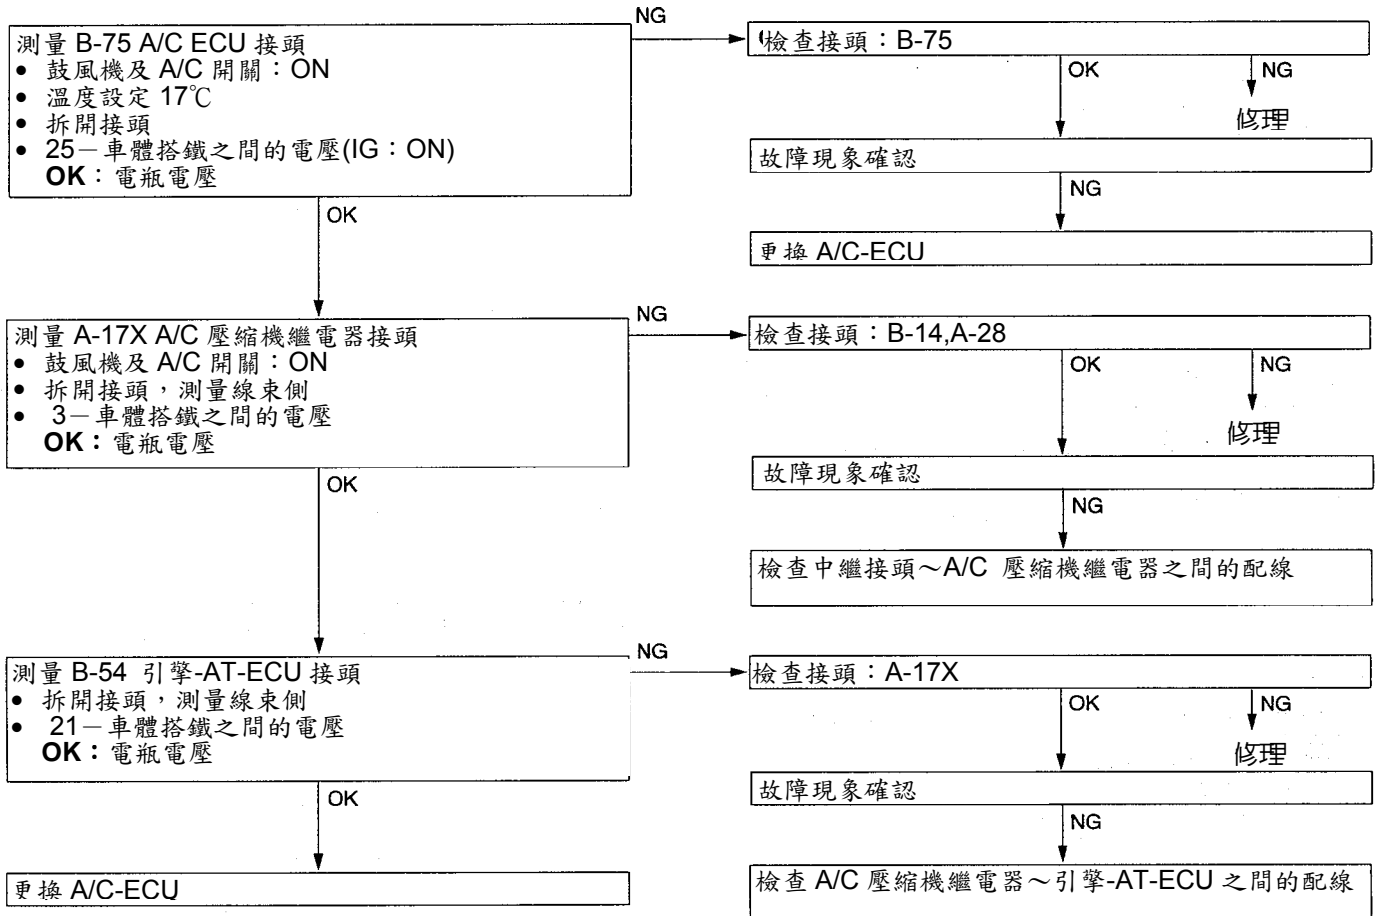 測量 B-75 A/C ECU 接頭
• 鼓風機及 A/C 開關：ON
• 溫度設定 17℃
• 拆開接頭
• 25－車體搭鐵之間的電壓(IG：ON)
OK：電瓶電壓
NG
檢查接頭：B-75
OK
NG
修理
故障現象確認
NG
更換 A/C-ECU
OK
測量 A-17X A/C 壓縮機繼電器接頭
• 鼓風機及 A/C 開關：ON
• 拆開接頭，測量線束側
• 3－車體搭鐵之間的電壓
OK：電瓶電壓
NG
檢查接頭：B-14,A-28
OK
NG
修理
故障現象確認
NG
檢查中繼接頭～A/C 壓縮機繼電器之間的配線
OK
測量 B-54 引擎-AT-ECU 接頭
• 拆開接頭，測量線束側
• 21－車體搭鐵之間的電壓
OK：電瓶電壓
NG
檢查接頭：A-17X
OK
NG
修理
故障現象確認
NG
檢查 A/C 壓縮機繼電器～引擎-AT-ECU 之間的配線
OK
更換 A/C-ECU